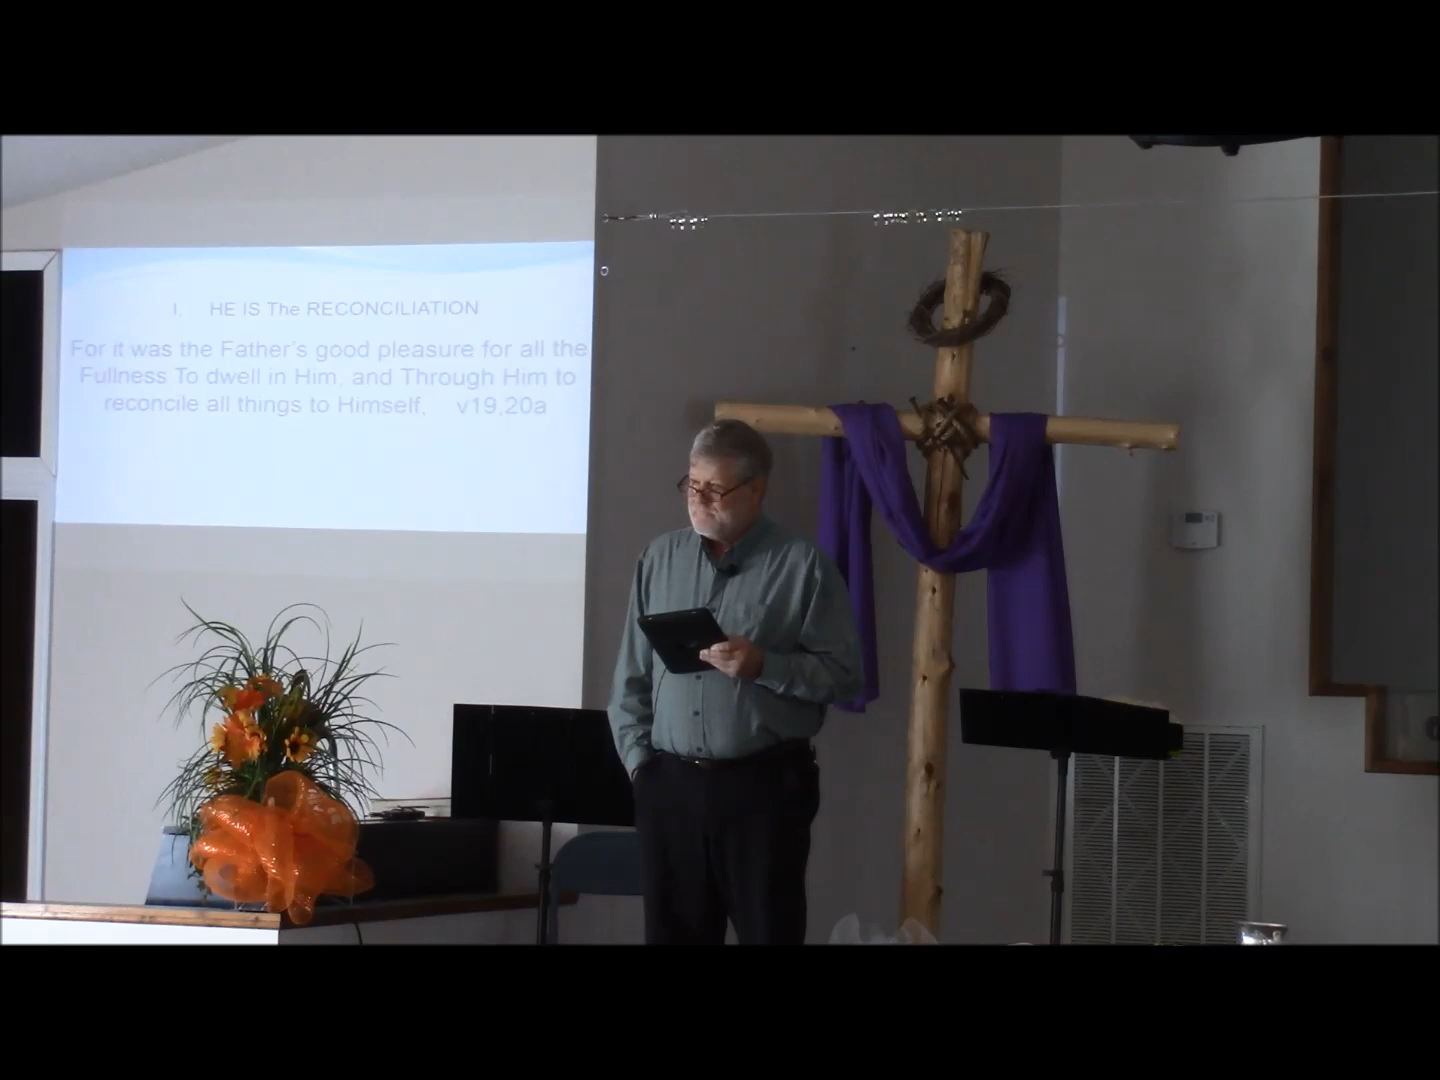 I. HE IS The RECONCILIATION
For it was the Father's good pleasure for all the
Fullness To dwell in Him, and Through Him to
reconcile all things to Himself, v19,20a